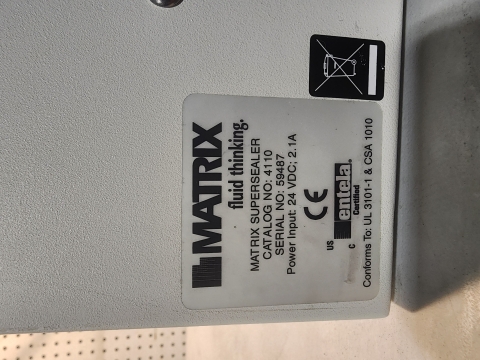 MATRIX
fluid thinking.
MATRIX SUPERSEALER
CATALOG NO: 4110
SERIAL NO: 59487
Power Input: 24 VDC; 2.1A
CE
entela®
Certified
US
C
Conforms To: UL 3101-1 & CSA 1010